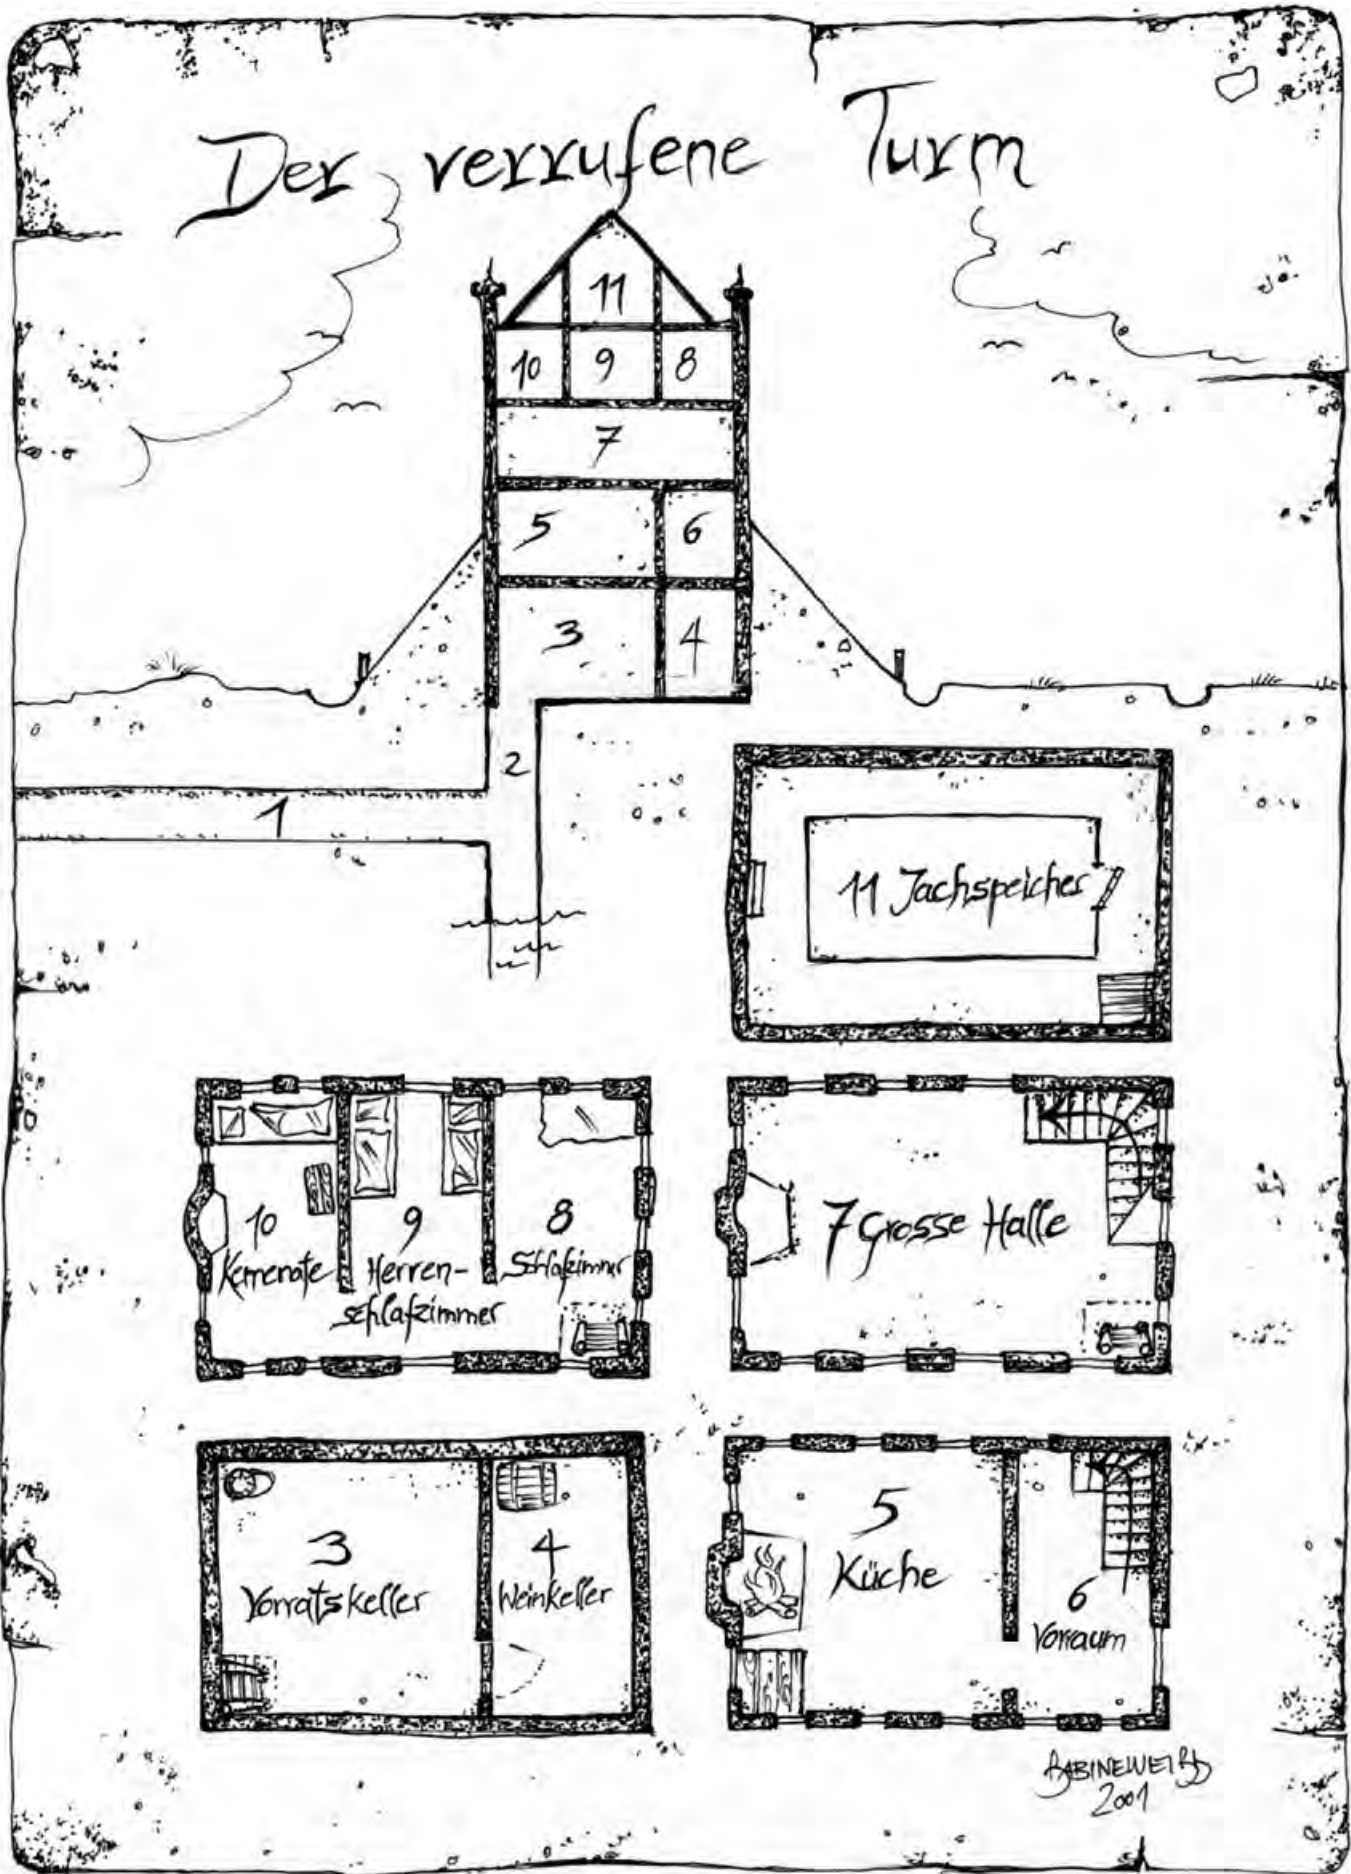 Der verrufene Turm
11
10 9 8
7
5 6
3 4
2
1
11 Dachspeicher
10
Kemenate
9
Herren-
schlafzimmer
8
Schlafzimmer
7 Grosse Halle
3
Vorratskeller
4
Weinkeller
5
Küche
6
Vorraum
2001